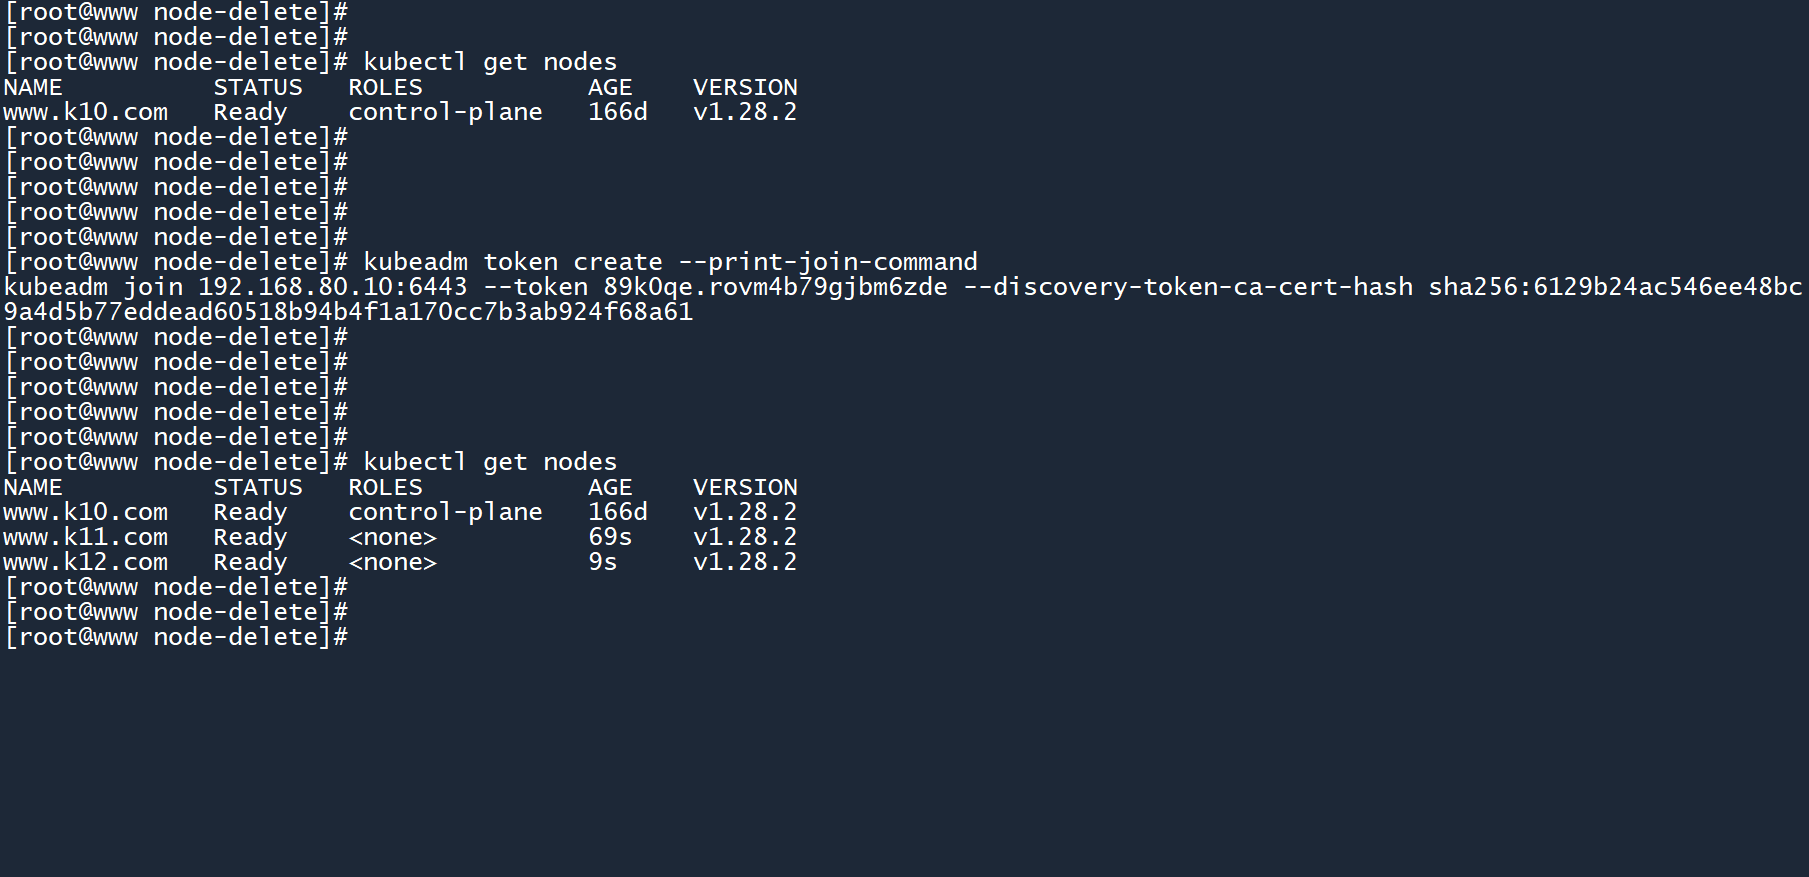 [root@www node-delete]#
[root@www node-delete]#
[root@www node-delete]# kubectl get nodes
NAME          STATUS   ROLES           AGE    VERSION
www.k10.com   Ready    control-plane   166d   v1.28.2
[root@www node-delete]#
[root@www node-delete]#
[root@www node-delete]#
[root@www node-delete]#
[root@www node-delete]#
[root@www node-delete]# kubeadm token create --print-join-command
kubeadm join 192.168.80.10:6443 --token 89k0qe.rovm4b79gjbm6zde --discovery-token-ca-cert-hash sha256:6129b24ac546ee48bc
9a4d5b77eddead60518b94b4f1a170cc7b3ab924f68a61
[root@www node-delete]#
[root@www node-delete]#
[root@www node-delete]#
[root@www node-delete]#
[root@www node-delete]#
[root@www node-delete]# kubectl get nodes
NAME          STATUS   ROLES           AGE    VERSION
www.k10.com   Ready    control-plane   166d   v1.28.2
www.k11.com   Ready    <none>          69s    v1.28.2
www.k12.com   Ready    <none>          9s     v1.28.2
[root@www node-delete]#
[root@www node-delete]#
[root@www node-delete]#